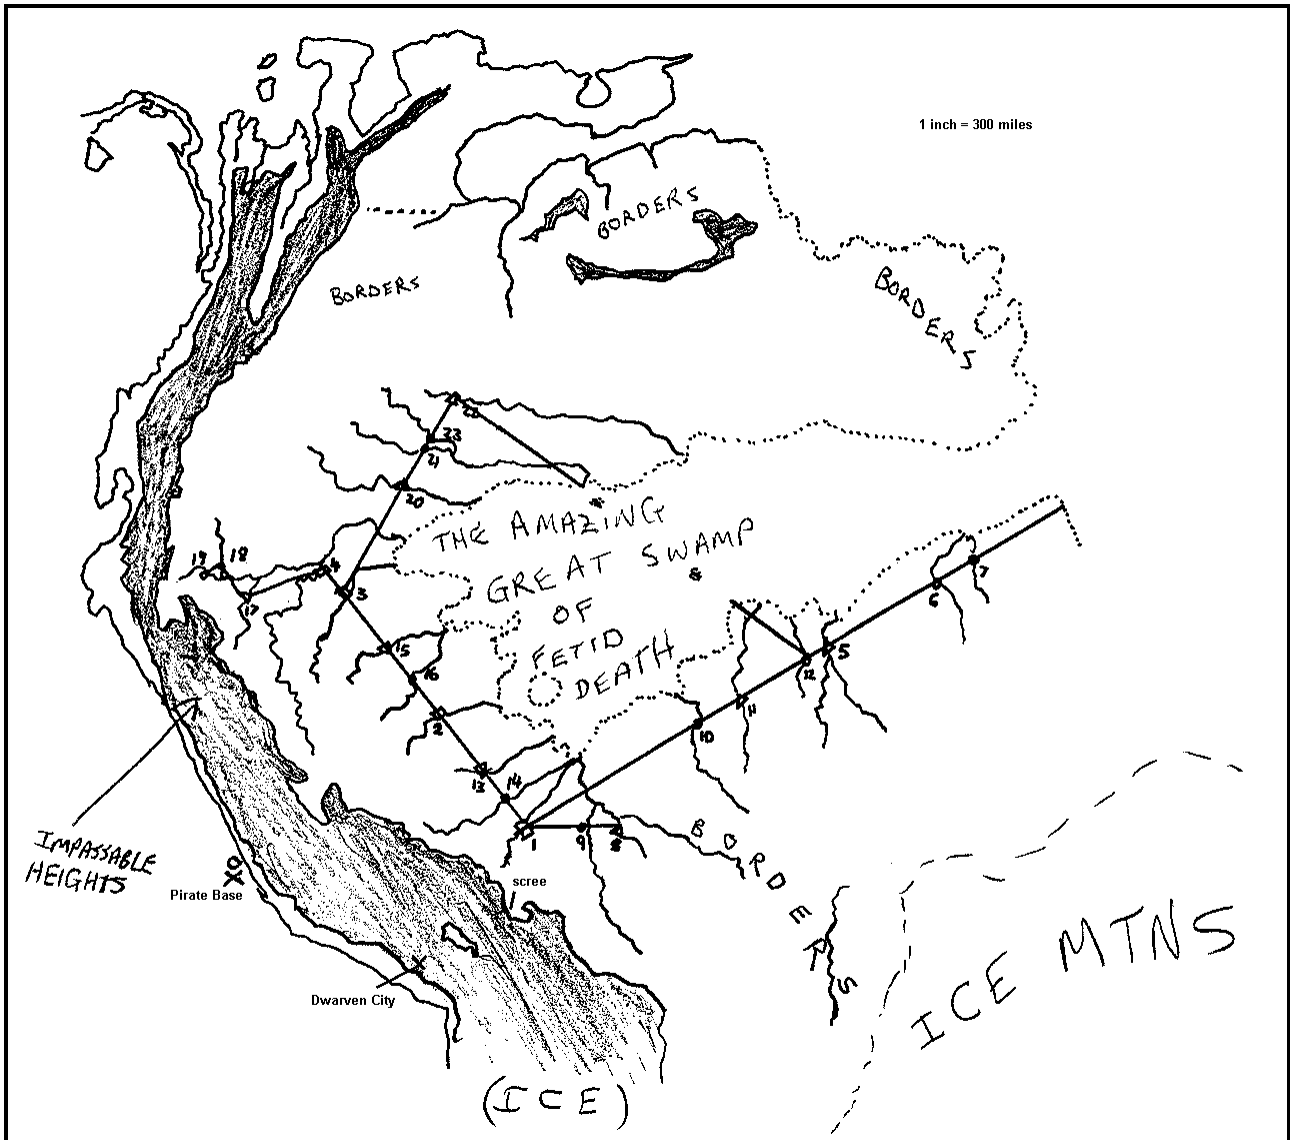 1 inch = 300 miles
BORDERS
BORDERS
BORDERS
23
21
20
THE AMAZING
GREAT SWAMP
OF
FETID
DEATH
19
18
17
4
3
7
6
5
15
16
12
11
2
10
13
14
1
9
8
BORDERS
IMPASSABLE
HEIGHTS
Pirate Base
scree
Dwarven City
ICE MTNS
(ICE)